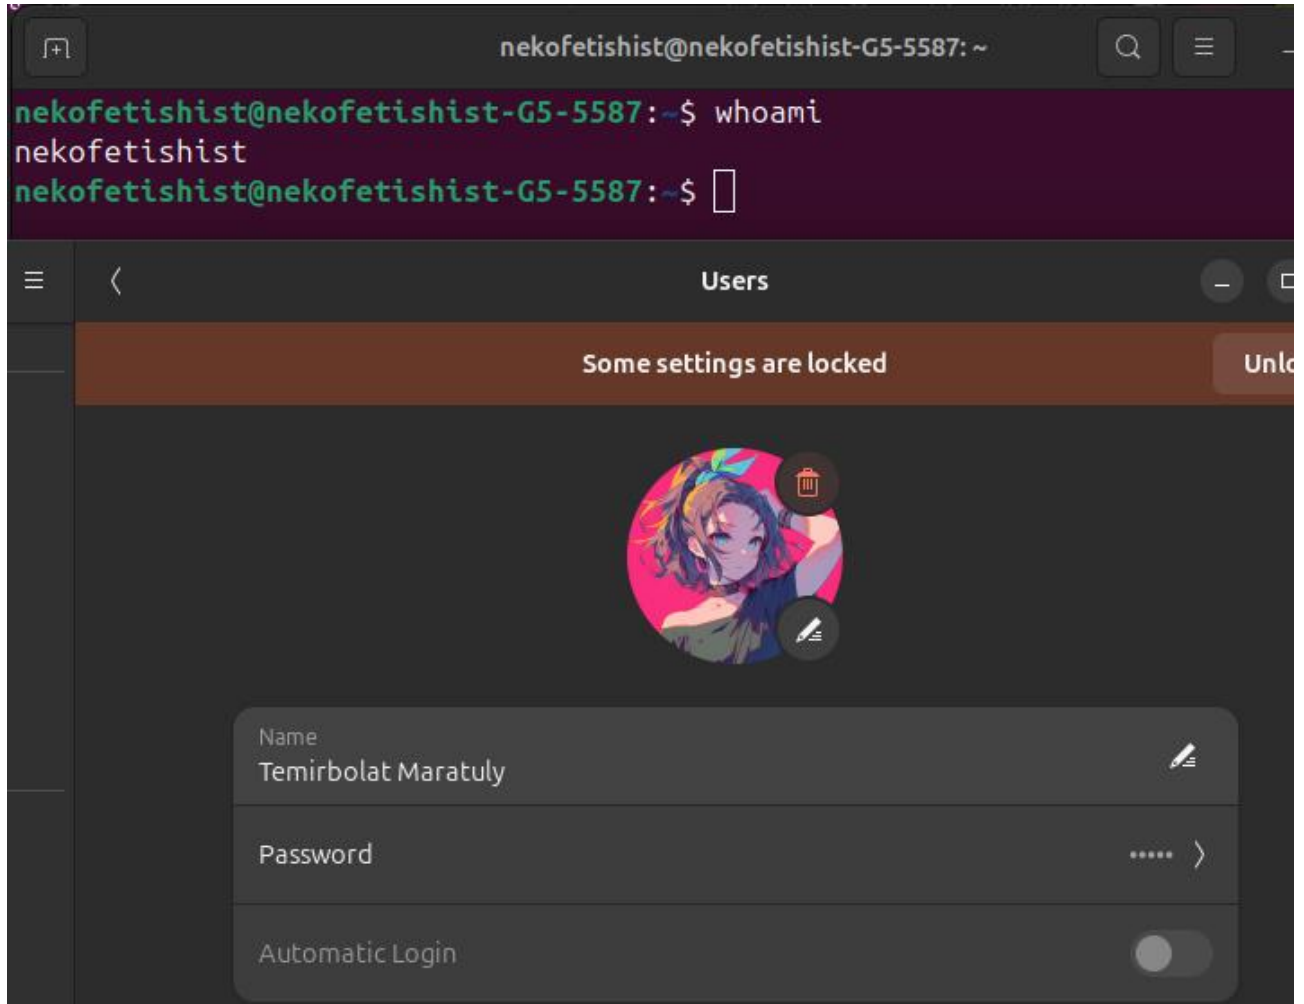 nekofetishist@nekofetishist-G5-5587: ~
nekofetishist@nekofetishist-G5-5587:~$ whoami
nekofetishist
nekofetishist@nekofetishist-G5-5587:~$
Users
Some settings are locked
Name
Temirbolat Maratuly
Password
Automatic Login